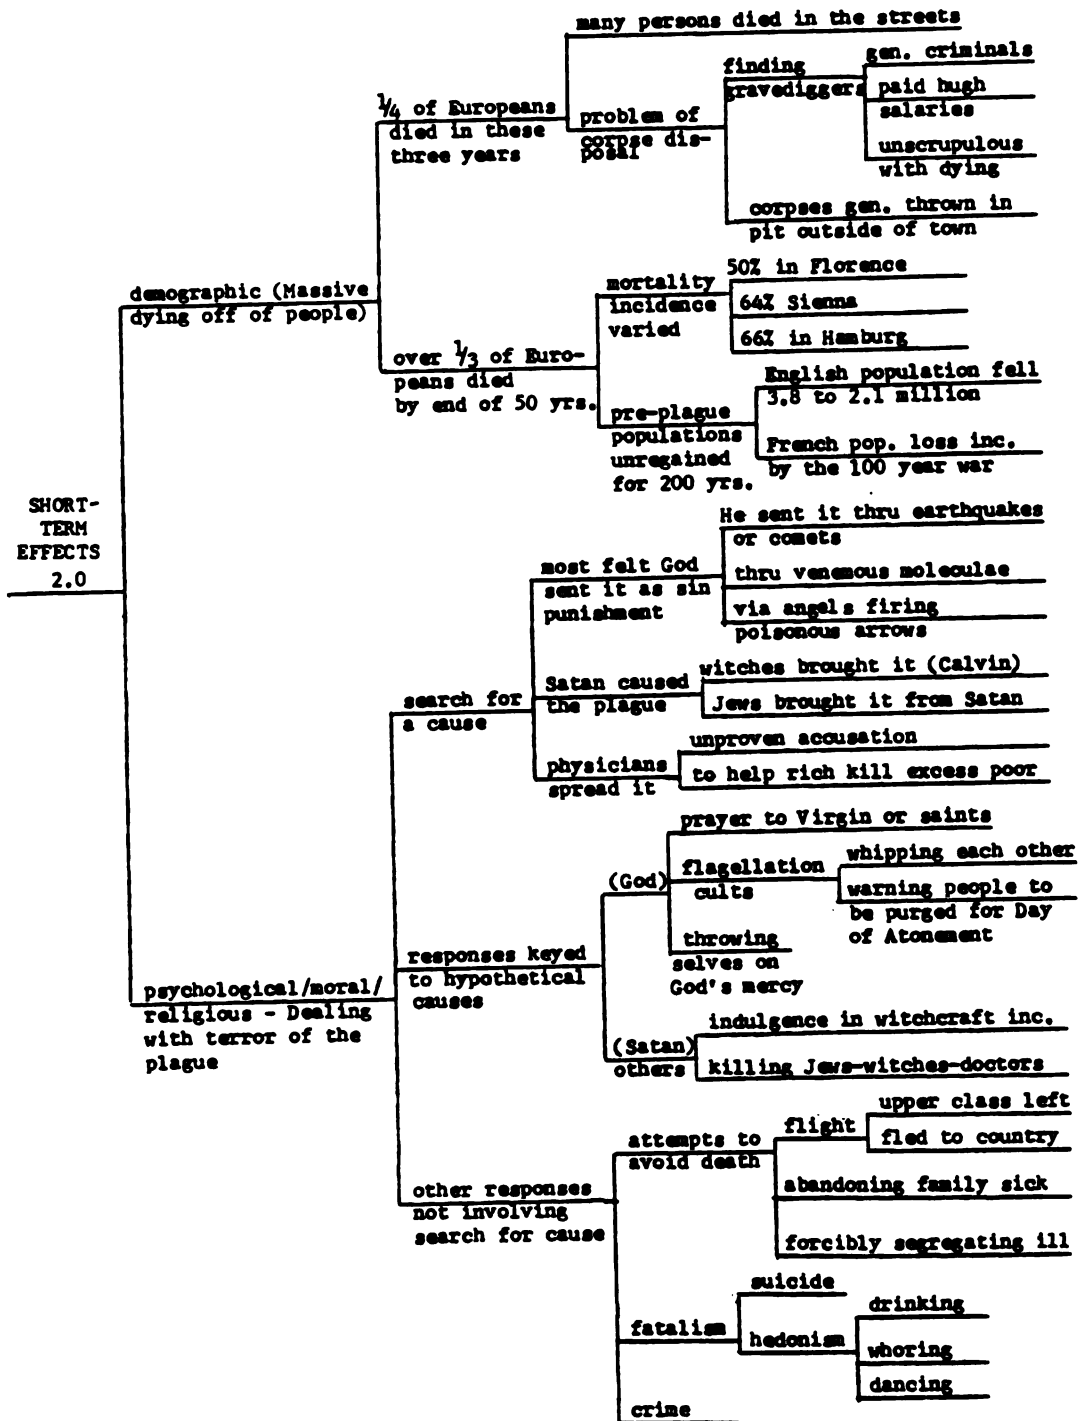 many persons died in the streets
gen. criminals
finding
gravediggers
paid hugh
salaries
¼ of Europeans
died in these
three years
problem of
corpse dis-
posal
unscrupulous
with dying
corpses gen. thrown in
pit outside of town
demographic (Massive
dying off of people)
mortality
incidence
varied
50% in Florence
64% Sienna
66% in Hamburg
over ⅓ of Euro-
peans died
by end of 50 yrs.
English population fell
3.8 to 2.1 million
pre-plague
populations
unregained
for 200 yrs.
French pop. loss inc.
by the 100 year war
SHORT-
TERM
EFFECTS
2.0
He sent it thru earthquakes
or comets
most felt God
sent it as sin
punishment
thru venemous moleculae
via angels firing
poisonous arrows
search for
a cause
Satan caused
the plague
witches brought it (Calvin)
Jews brought it from Satan
physicians
spread it
unproven accusation
to help rich kill excess poor
prayer to Virgin or saints
(God)
flagellation
cults
whipping each other
warning people to
be purged for Day
of Atonement
throwing
selves on
God's mercy
responses keyed
to hypothetical
causes
psychological/moral/
religious - Dealing
with terror of the
plague
(Satan)
others
indulgence in witchcraft inc.
killing Jews-witches-doctors
attempts to
avoid death
flight
upper class left
fled to country
abandoning family sick
forcibly segregating ill
other responses
not involving
search for cause
suicide
fatalism
hedonism
drinking
whoring
dancing
crime